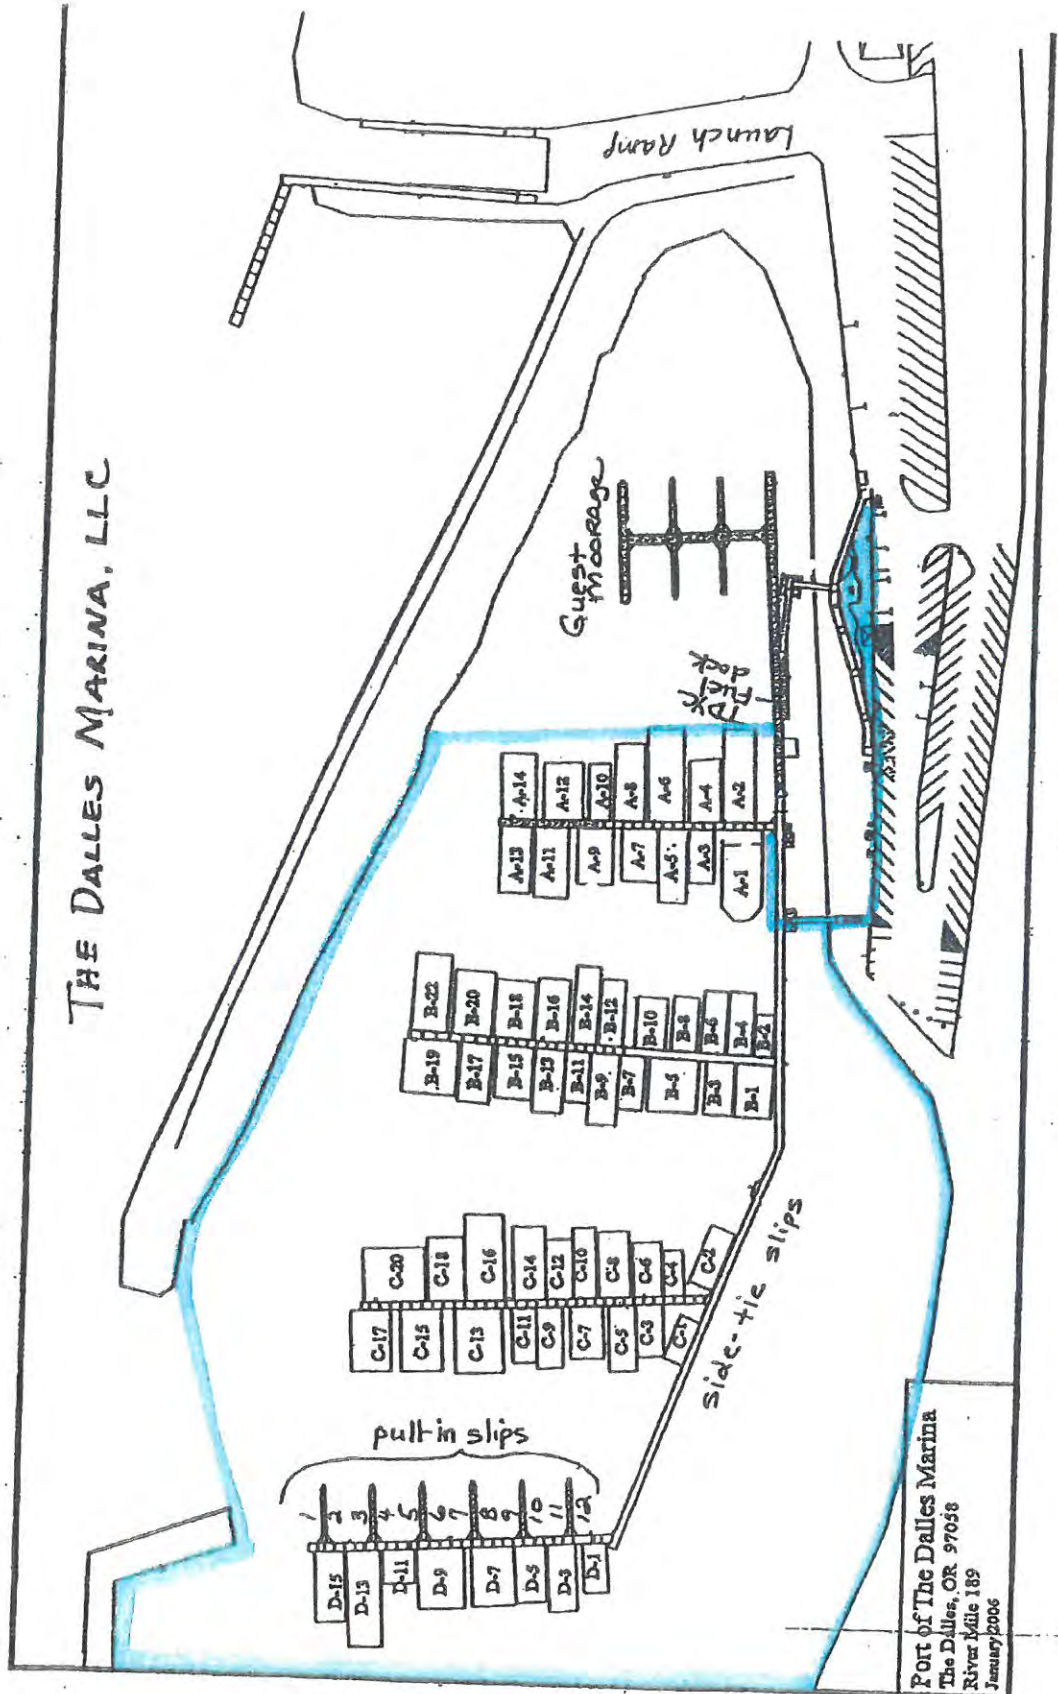 THE DALLES MARINA, LLC
pull-in slips
D-15
D-13
D-11
D-9
D-7
D-5
D-3
D-1
1
2
3
4
5
6
7
8
9
10
11
12
C-17
C-15
C-13
C-11
C-9
C-7
C-5
C-3
C-1
C-20
C-18
C-16
C-14
C-12
C-10
C-8
C-6
C-4
C-2
side-tie slips
B-19
B-17
B-15
B-13
B-11
B-9
B-7
B-5
B-3
B-1
B-22
B-20
B-18
B-16
B-14
B-12
B-10
B-8
B-6
B-4
B-2
A-13
A-11
A-9
A-7
A-5
A-3
A-1
A-14
A-12
A-10
A-8
A-6
A-4
A-2
Guest
Moorage
Launch Ramp
Port of The Dalles Marina
The Dalles, OR 97058
River Mile 189
January 2006